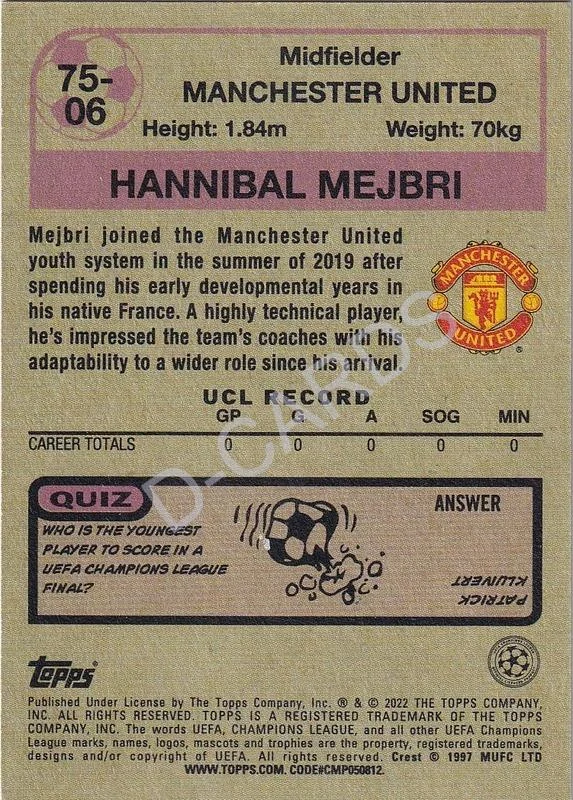 75-
06
Midfielder
MANCHESTER UNITED
Height: 1.84m Weight: 70kg
HANNIBAL MEJBRI
Mejbri joined the Manchester United
youth system in the summer of 2019 after
spending his early developmental years in
his native France. A highly technical player,
he's impressed the team's coaches with his
adaptability to a wider role since his arrival.
MANCHESTER
UNITED
®
UCL RECORD
GP G A SOG MIN
CAREER TOTALS 0 0 0 0 0
QUIZ
WHO IS THE YOUNGEST
PLAYER TO SCORE IN A
UEFA CHAMPIONS LEAGUE
FINAL?
ANSWER
PATRICK
KLUIVERT
D-CARDS
Topps
Published Under License by The Topps Company, Inc. ® & © 2022 THE TOPPS COMPANY,
INC. ALL RIGHTS RESERVED. TOPPS IS A REGISTERED TRADEMARK OF THE TOPPS
COMPANY, INC. The words UEFA, CHAMPIONS LEAGUE, and all other UEFA Champions
League marks, names, logos, mascots and trophies are the property, registered trademarks,
designs and/or copyright of UEFA. All rights reserved. Crest © 1997 MUFC LTD
WWW.TOPPS.COM. CODE#CMP050812.